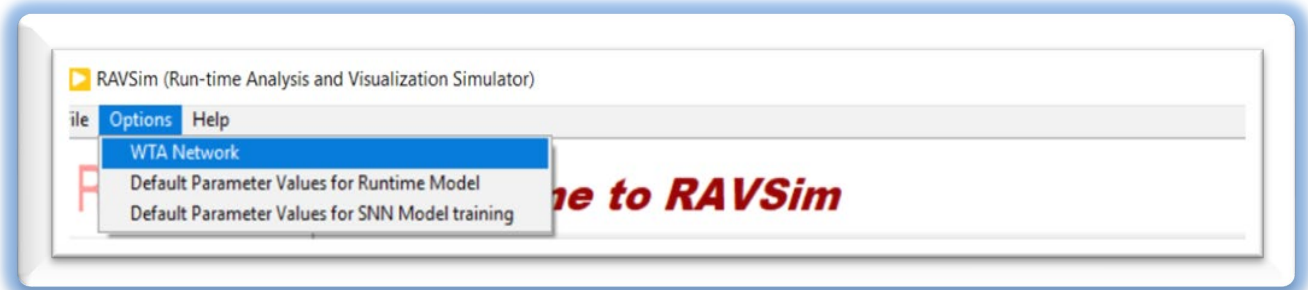 RAVSim (Run-time Analysis and Visualization Simulator)
ile Options Help
WTA Network
Default Parameter Values for Runtime Model
Default Parameter Values for SNN Model training
to RAVSim